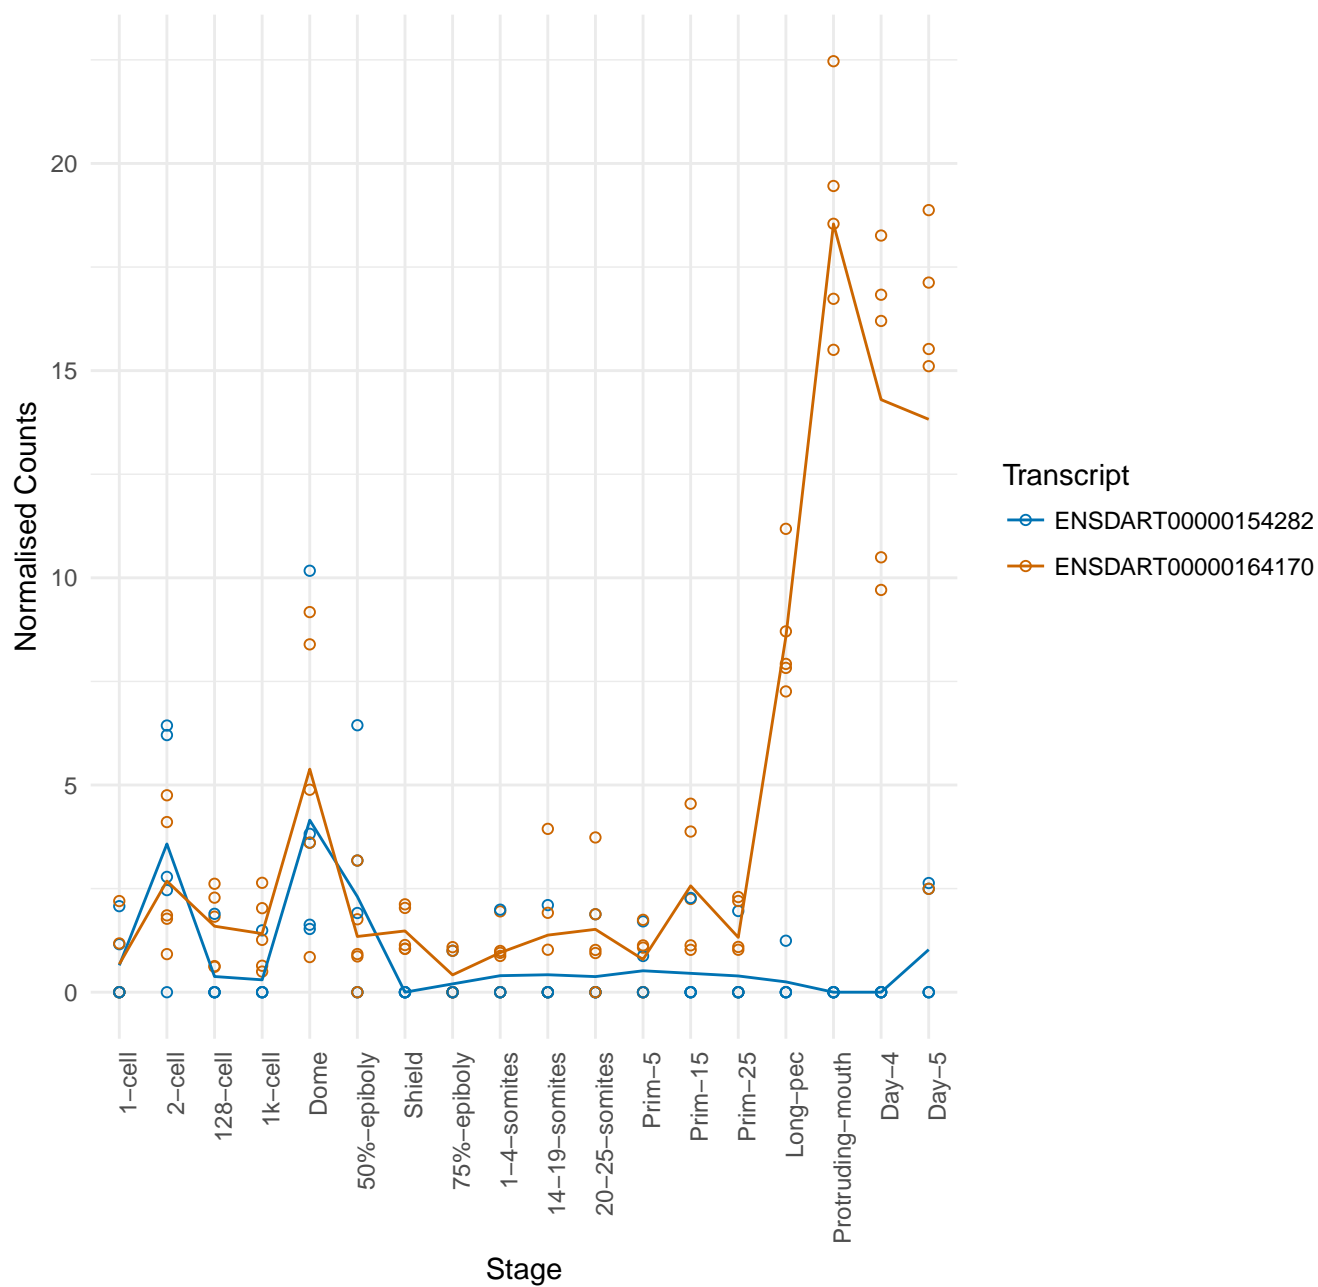 20
15
10
5
0
Normalised Counts
1−cell
2−cell
128−cell
1k−cell
Dome
50%−epiboly
Shield
75%−epiboly
1−4−somites
14−19−somites
20−25−somites
Prim−5
Prim−15
Prim−25
Long−pec
Protruding−mouth
Day−4
Day−5
Stage
Transcript
ENSDART00000154282
ENSDART00000164170